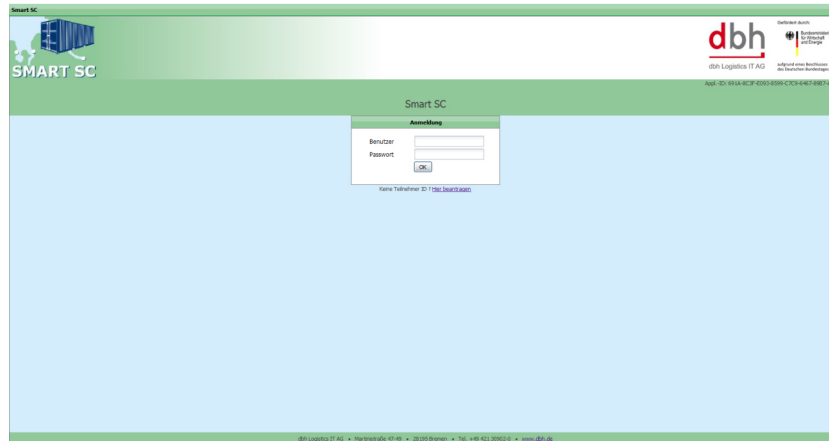 Smart SC
SMART SC
dbh
dbh Logistics IT AG
Gefördert durch:
Bundesministerium
für Wirtschaft
und Energie
aufgrund eines Beschlusses
des Deutschen Bundestages
Smart SC
Anmeldung
Benutzer
Passwort
OK
Keine Teilnehmer ID ? Hier beantragen
dbh Logistics IT AG • Martinistraße 47-49 • 28195 Bremen • Tel. +49 421 30902-0 • www.dbh.de